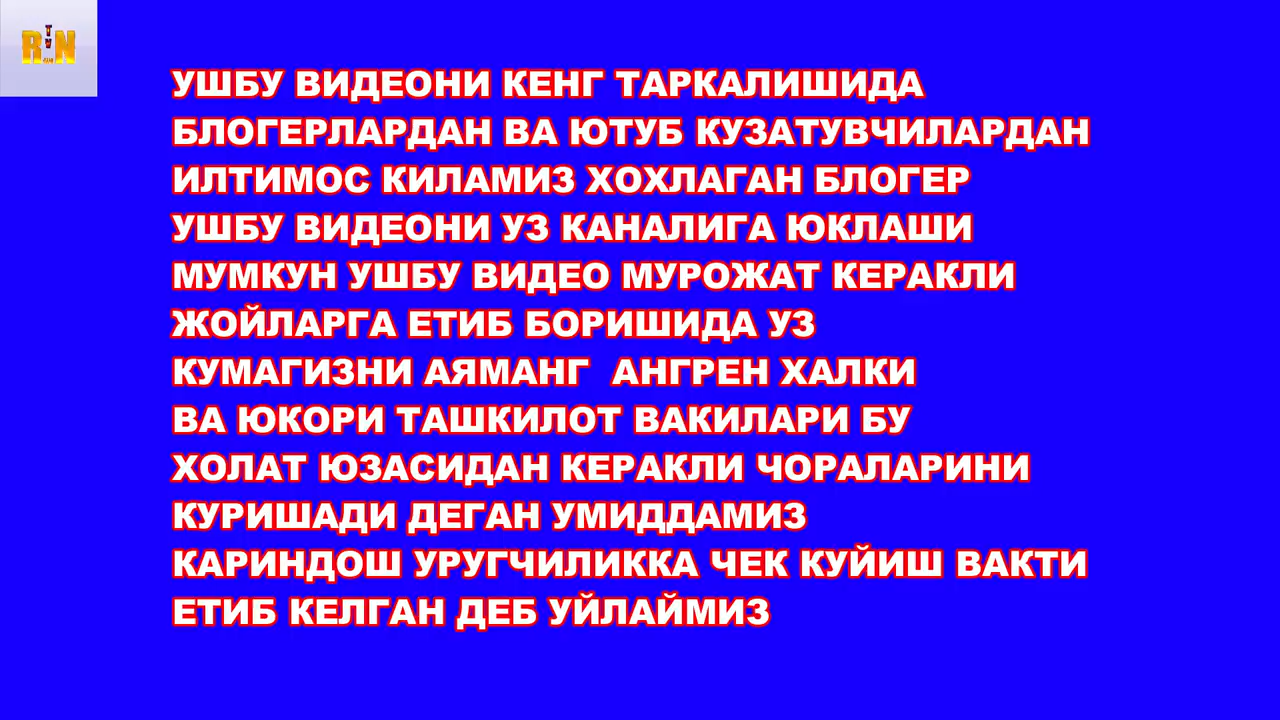 RTVN
УШБУ ВИДЕОНИ КЕНГ ТАРКАЛИШИДА
БЛОГЕРЛАРДАН ВА ЮТУБ КУЗАТУВЧИЛАРДАН
ИЛТИМОС КИЛАМИЗ ХОХЛАГАН БЛОГЕР
УШБУ ВИДЕОНИ УЗ КАНАЛИГА ЮКЛАШИ
МУМКУН УШБУ ВИДЕО МУРОЖАТ КЕРАКЛИ
ЖОЙЛАРГА ЕТИБ БОРИШИДА УЗ
КУМАГИЗНИ АЯМАНГ  АНГРЕН ХАЛКИ
ВА ЮКОРИ ТАШКИЛОТ ВАКИЛАРИ БУ
ХОЛАТ ЮЗАСИДАН КЕРАКЛИ ЧОРАЛАРИНИ
КУРИШАДИ ДЕГАН УМИДДАМИЗ
КАРИНДОШ УРУГЧИЛИККА ЧЕК КУЙИШ ВАКТИ
ЕТИБ КЕЛГАН ДЕБ УЙЛАЙМИЗ